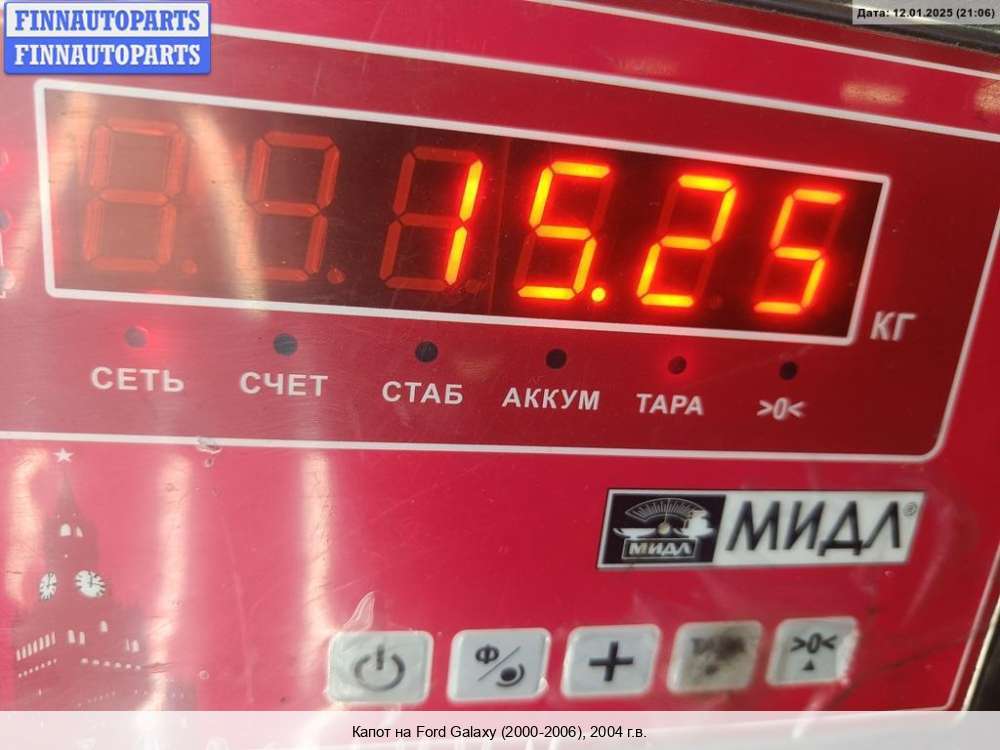 FINNAUTOPARTS
FINNAUTOPARTS
Дата: 12.01.2025 (21:06)
15.25
КГ
СЕТЬ СЧЕТ СТАБ АККУМ ТАРА >0<
МИДЛ МИДЛ®
Ф + >0<
Капот на Ford Galaxy (2000-2006), 2004 г.в.